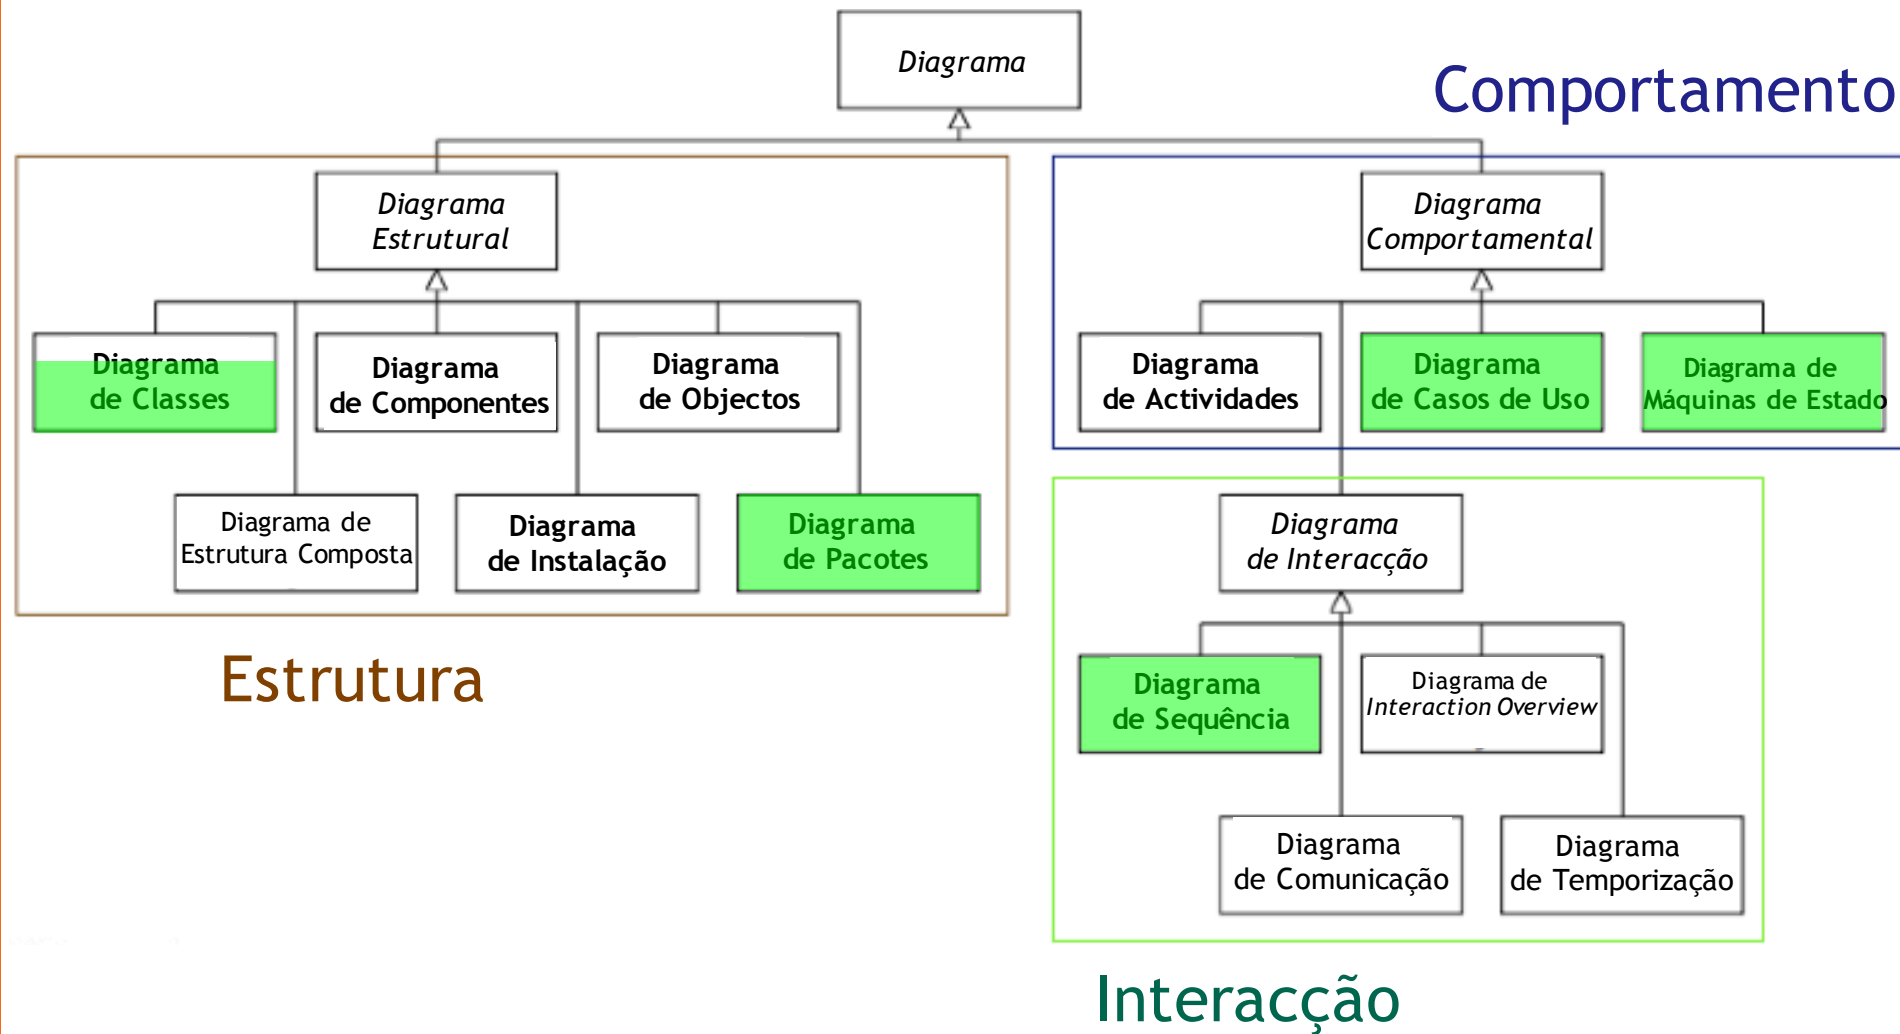 Diagrama
Comportamento
Diagrama
Estrutural
Diagrama
Comportamental
Diagrama
de Classes
Diagrama
de Componentes
Diagrama
de Objectos
Diagrama
de Actividades
Diagrama
de Casos de Uso
Diagrama de
Máquinas de Estado
Diagrama de
Estrutura Composta
Diagrama
de Instalação
Diagrama
de Pacotes
Diagrama
de Interacção
Estrutura
Diagrama
de Sequência
Diagrama de
Interaction Overview
Diagrama
de Comunicação
Diagrama
de Temporização
Interacção